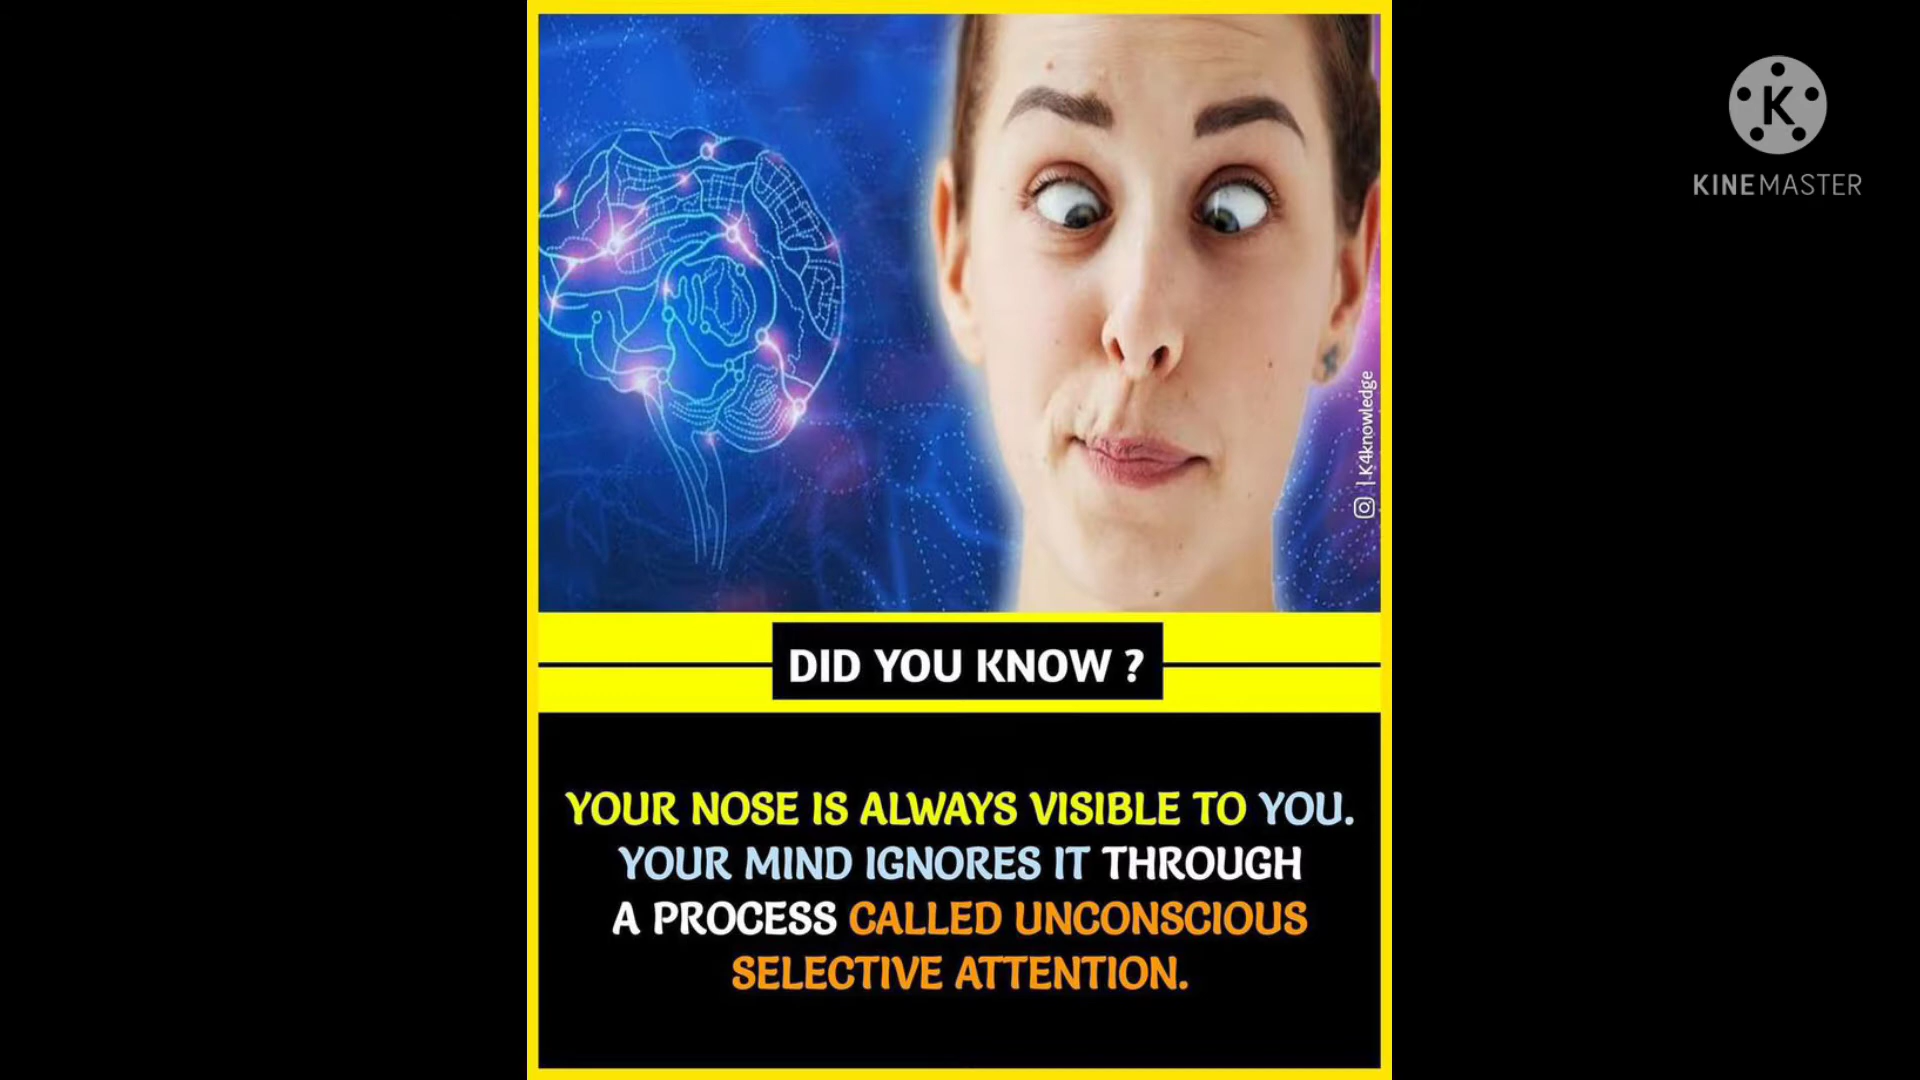 K
KINEMASTER
| K4knowledge
DID YOU KNOW ?
YOUR NOSE IS ALWAYS VISIBLE TO YOU.
YOUR MIND IGNORES IT THROUGH
A PROCESS CALLED UNCONSCIOUS
SELECTIVE ATTENTION.